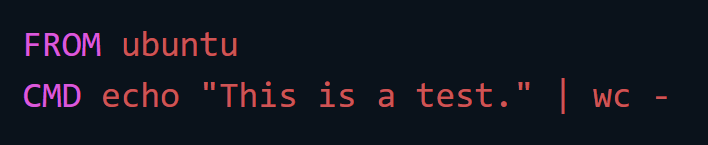 FROM ubuntu
CMD echo "This is a test." | wc -